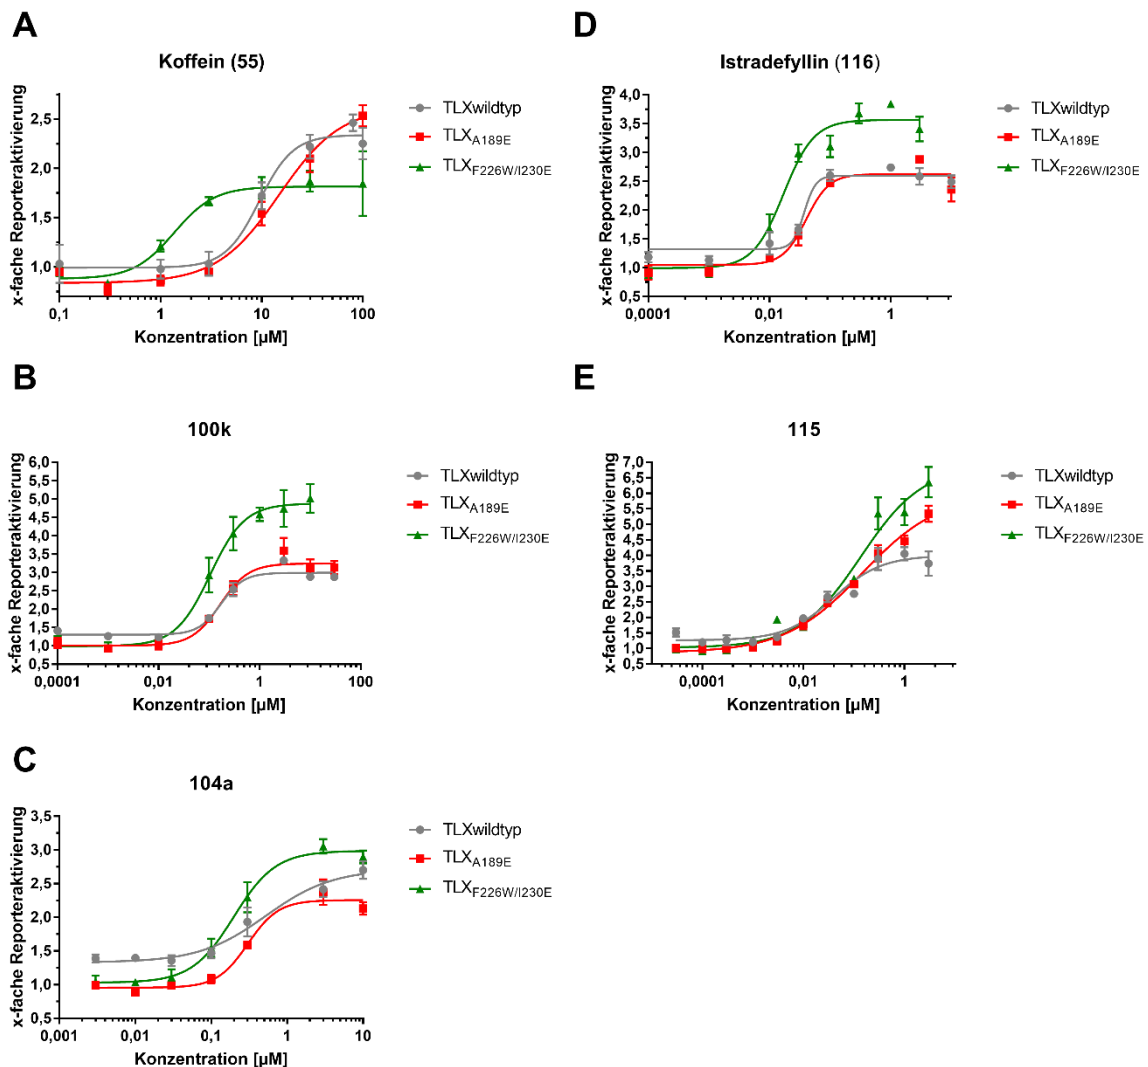 A
Koffein (55)
x-fache Reporteraktivierung
2,5
2,0
1,5
1,0
0,1
1
10
100
Konzentration [µM]
TLXwildtyp
TLXA189E
TLXF226W/I230E
B
100k
x-fache Reporteraktivierung
6,0
5,5
5,0
4,5
4,0
3,5
3,0
2,5
2,0
1,5
1,0
0,5
0,0001
0,01
1
100
Konzentration [µM]
TLXwildtyp
TLXA189E
TLXF226W/I230E
C
104a
x-fache Reporteraktivierung
3,5
3,0
2,5
2,0
1,5
1,0
0,5
0,001
0,01
0,1
1
10
Konzentration [µM]
TLXwildtyp
TLXA189E
TLXF226W/I230E
D
Istradefyllin (116)
x-fache Reporteraktivierung
4,0
3,5
3,0
2,5
2,0
1,5
1,0
0,5
0,0001
0,01
1
Konzentration [µM]
TLXwildtyp
TLXA189E
TLXF226W/I230E
E
115
x-fache Reporteraktivierung
7,0
6,5
6,0
5,5
5,0
4,5
4,0
3,5
3,0
2,5
2,0
1,5
1,0
0,5
0,0001
0,01
1
Konzentration [µM]
TLXwildtyp
TLXA189E
TLXF226W/I230E